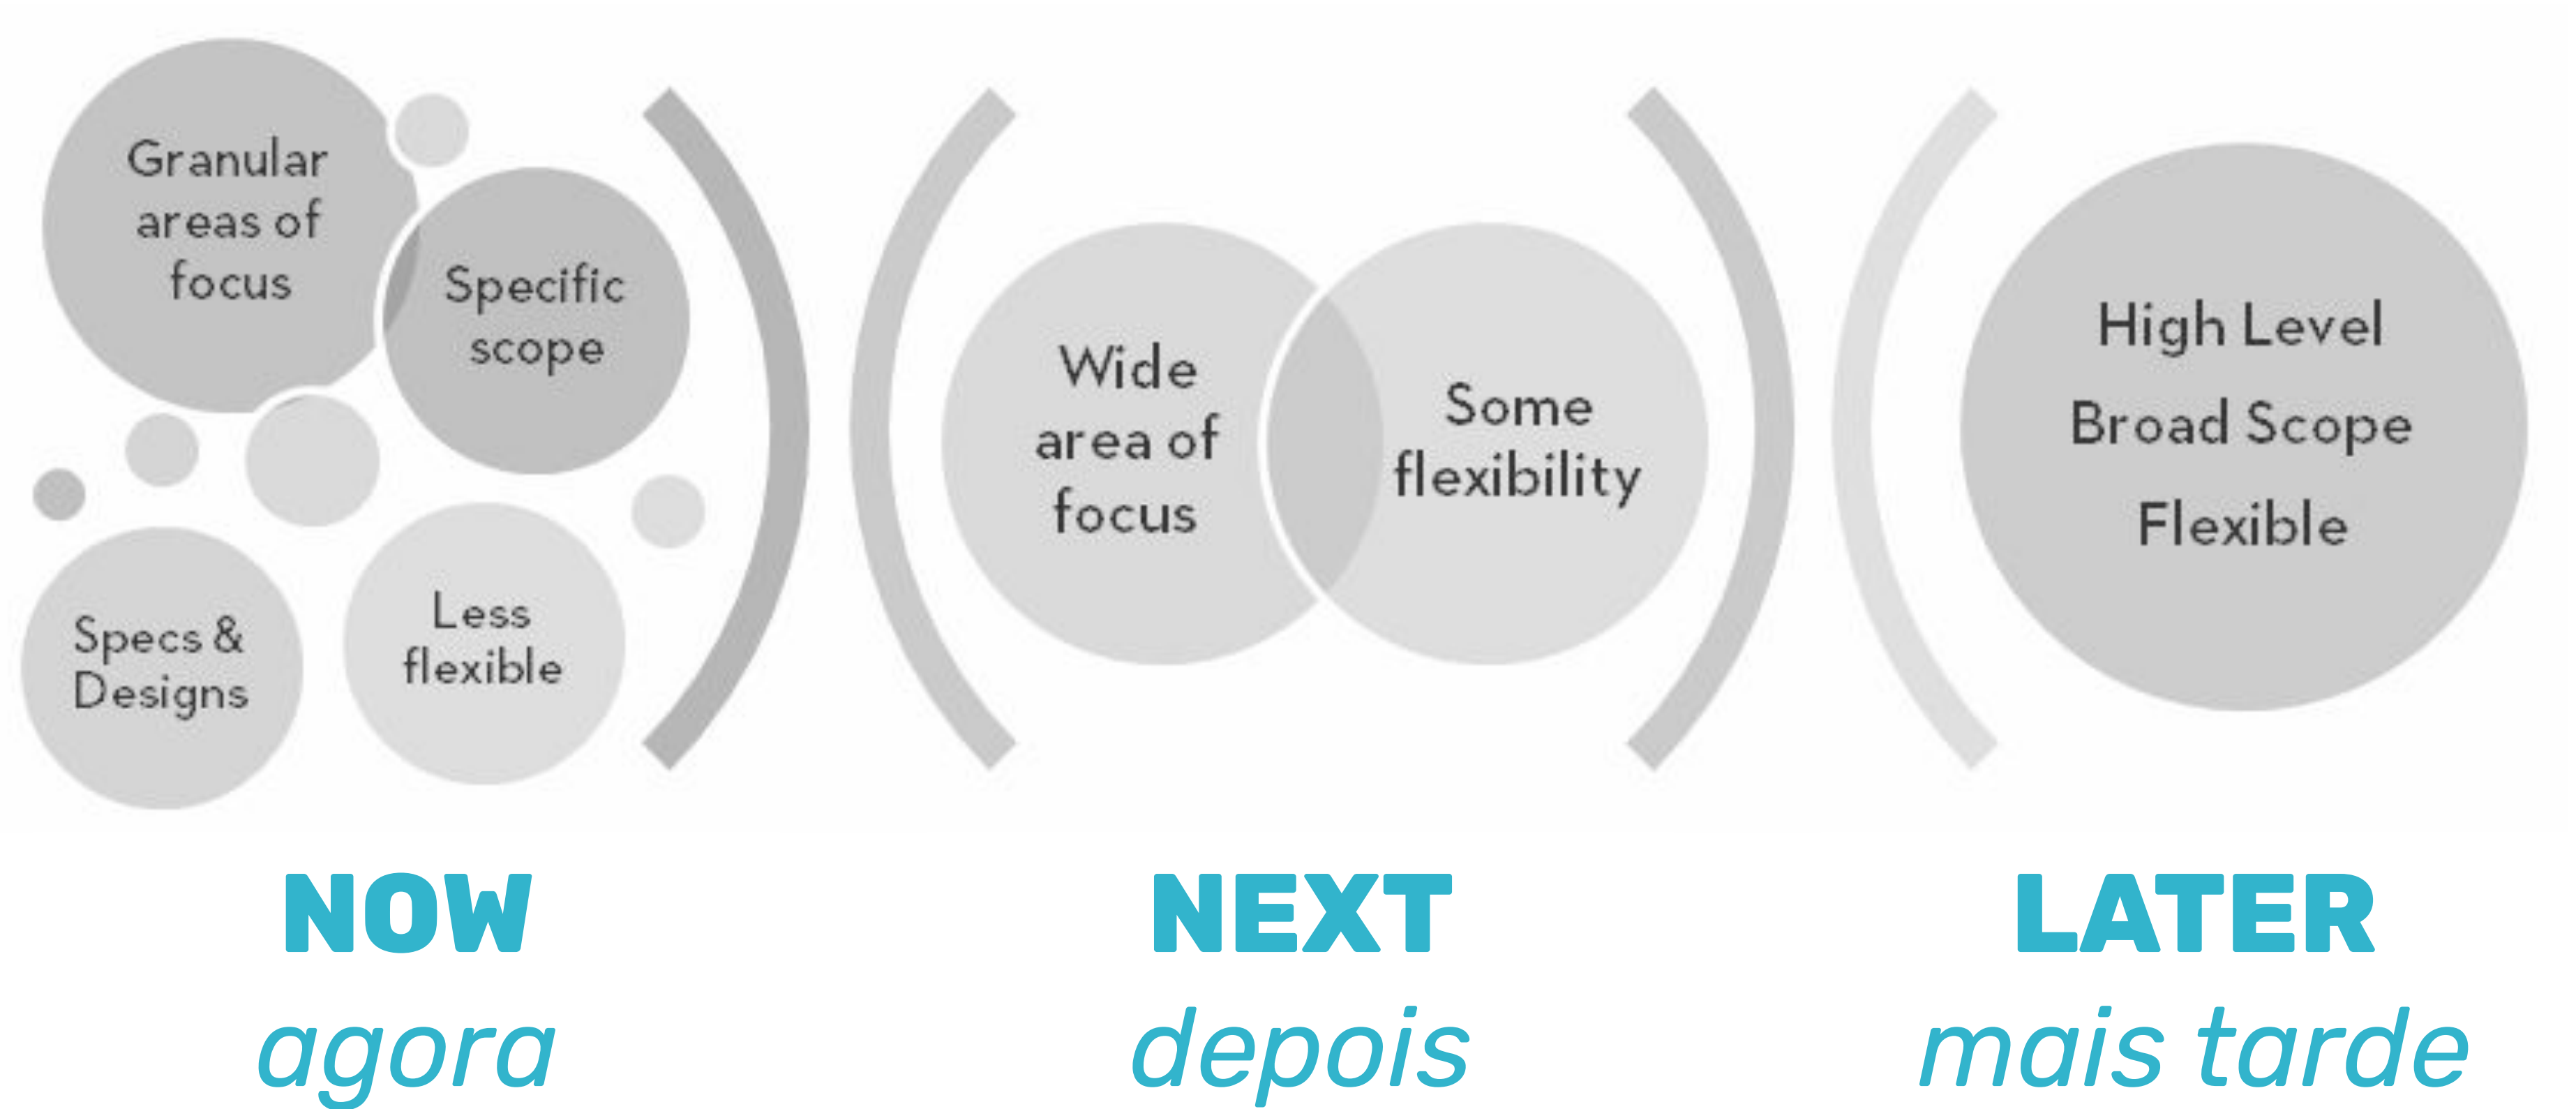 Granular
areas of
focus
Specific
scope
Specs &
Designs
Less
flexible
Wide
area of
focus
Some
flexibility
High Level
Broad Scope
Flexible
NOW
agora
NEXT
depois
LATER
mais tarde